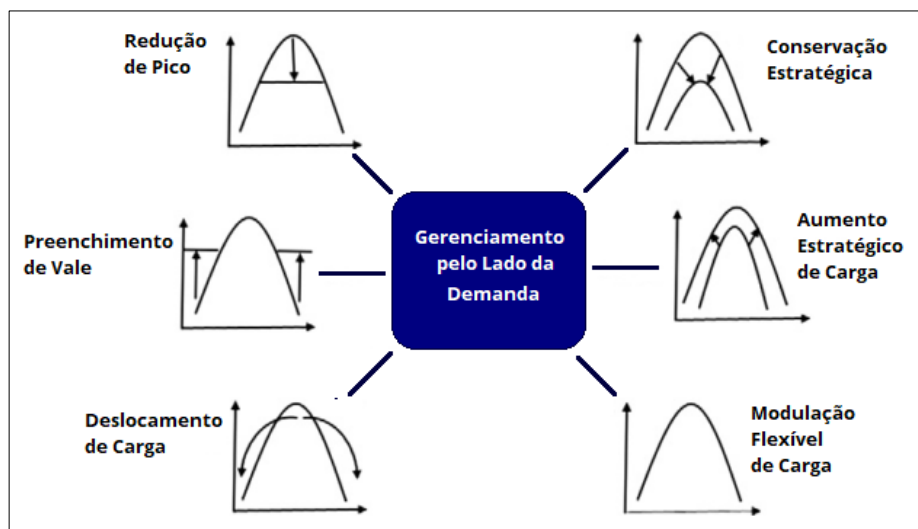 Redução
de Pico
Conservação
Estratégica
Preenchimento
de Vale
Gerenciamento
pelo Lado da
Demanda
Aumento
Estratégico
de Carga
Deslocamento
de Carga
Modulação
Flexível
de Carga